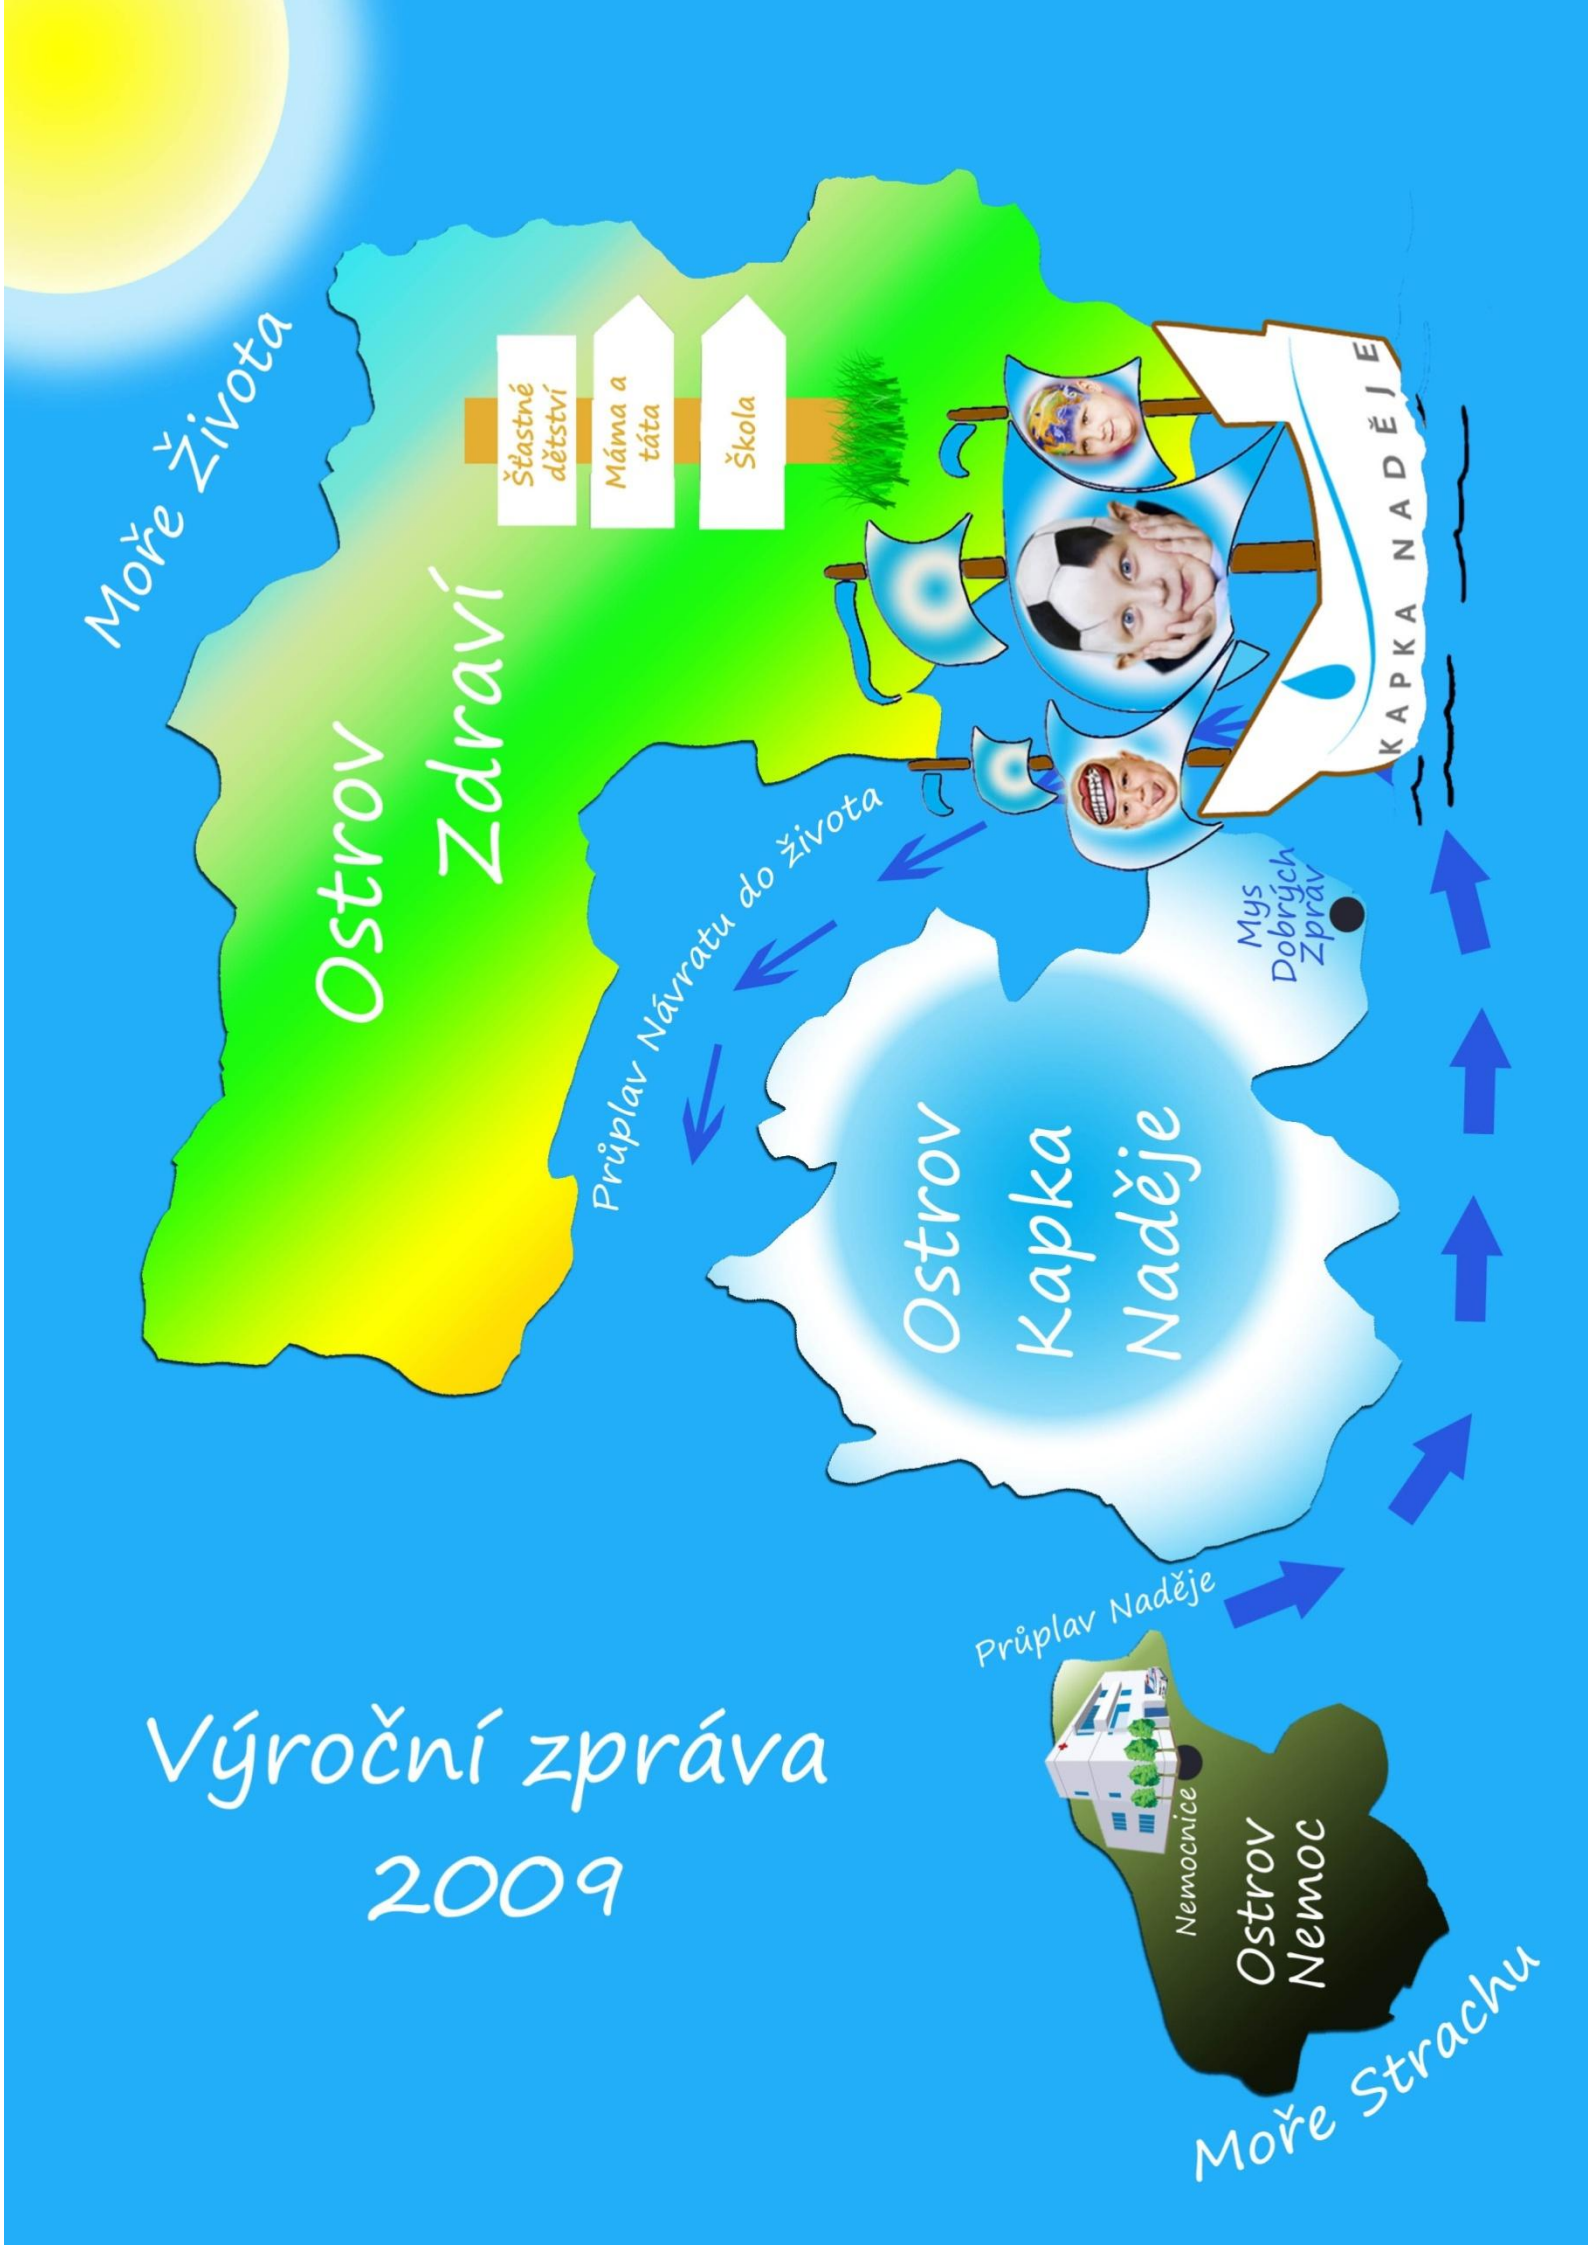 Výroční zpráva
2009
Moře Života
Ostrov
Zdraví
Šťastné
dětství
Máma a
táta
Škola
Průplav Návratu do života
Ostrov
Kapka
Naděje
Mys
Dobrých
Zpráv
KAPKA NADĚJE
Průplav Naděje
Nemocnice
Ostrov
Nemoc
Moře Strachu